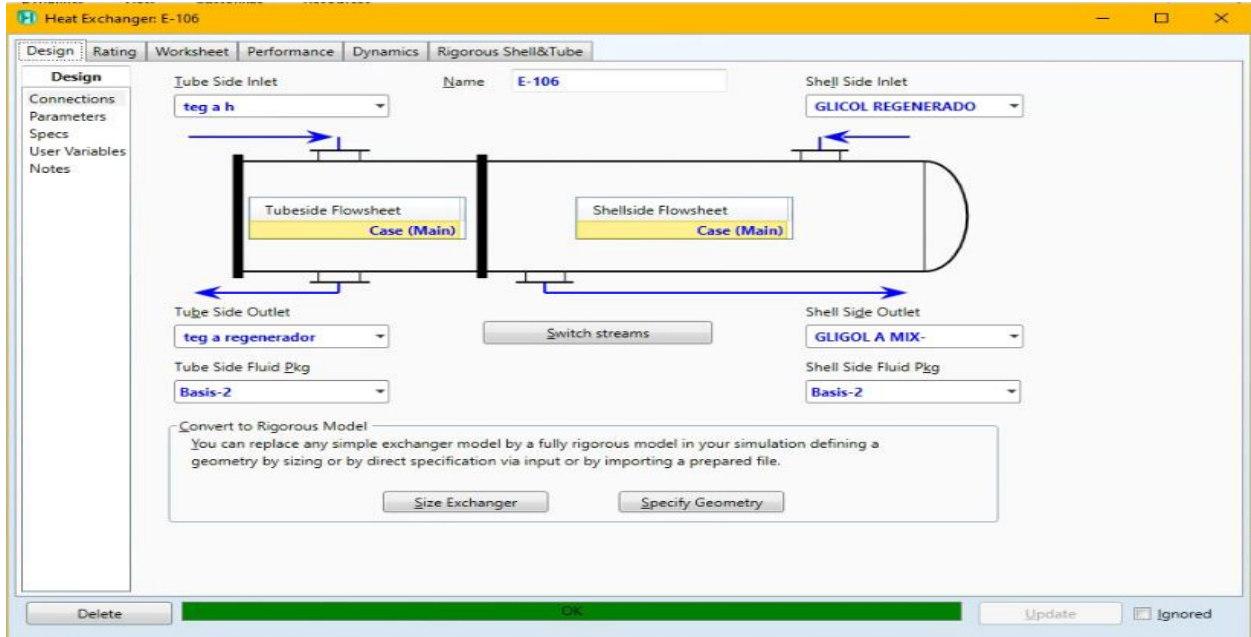 Heat Exchanger: E-106
Design Rating Worksheet Performance Dynamics Rigorous Shell&Tube
Design
Connections
Parameters
Specs
User Variables
Notes
Tube Side Inlet
teg a h
Name E-106
Shell Side Inlet
GLICOL REGENERADO
Tubeside Flowsheet
Case (Main)
Shellside Flowsheet
Case (Main)
Tube Side Outlet
teg a regenerador
Switch streams
Shell Side Outlet
GLIGOL A MIX-
Tube Side Fluid Pkg
Basis-2
Shell Side Fluid Pkg
Basis-2
Convert to Rigorous Model
You can replace any simple exchanger model by a fully rigorous model in your simulation defining a
geometry by sizing or by direct specification via input or by importing a prepared file.
Size Exchanger Specify Geometry
Delete OK Update Ignored